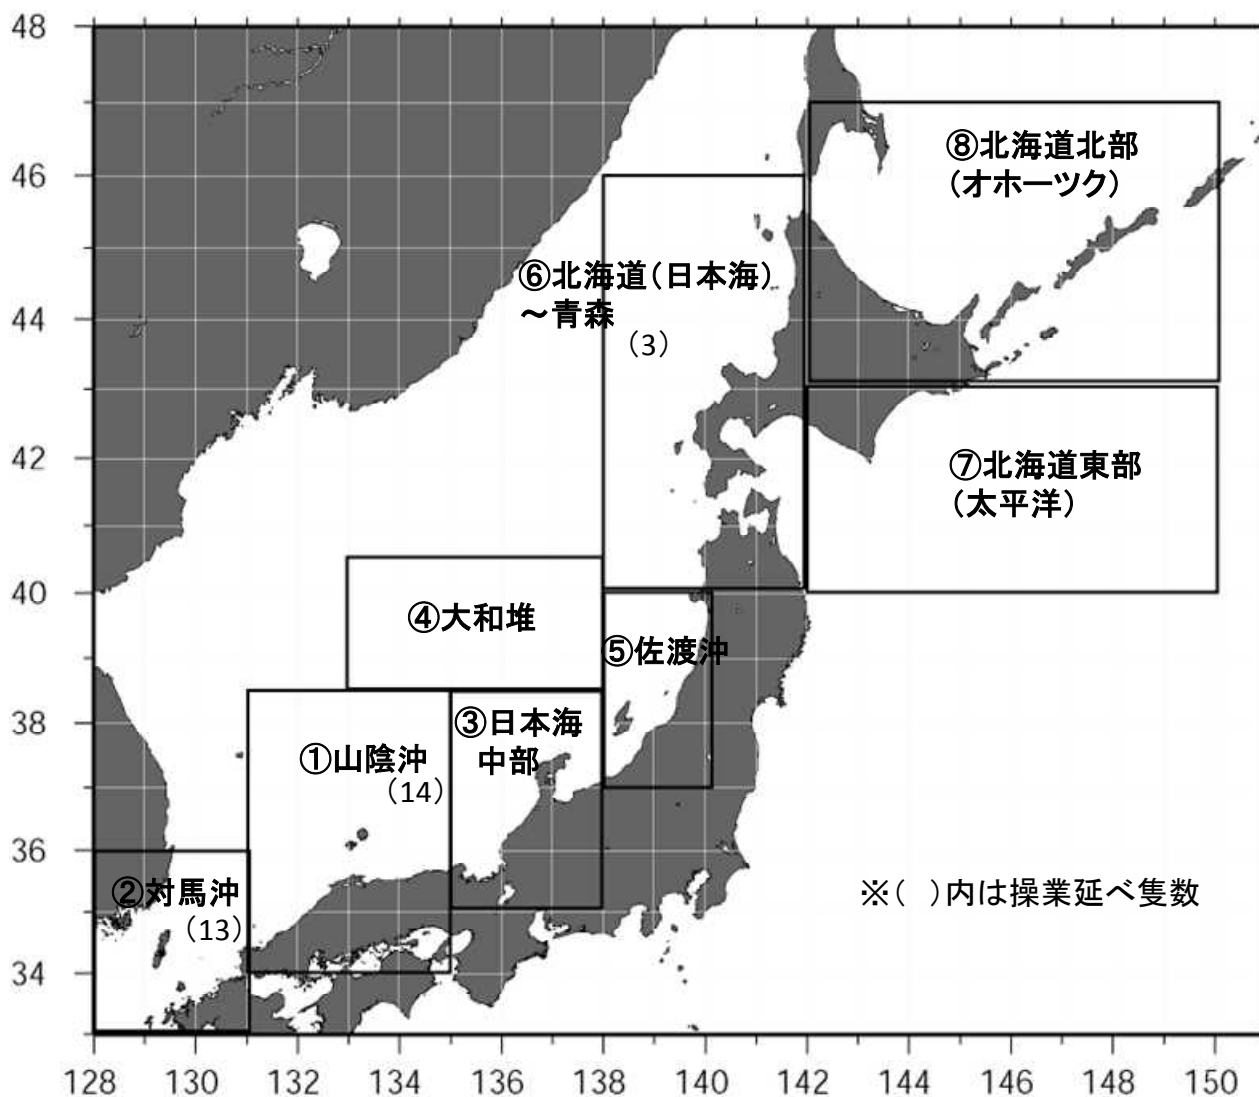 48
46
44
42
40
38
36
34
⑧北海道北部
(オホーツク)
⑥北海道(日本海)
～青森
(3)
⑦北海道東部
(太平洋)
④大和堆
⑤佐渡沖
③日本海
中部
①山陰沖
(14)
②対馬沖
(13)
※( )内は操業延べ隻数
128 130 132 134 136 138 140 142 144 146 148 150